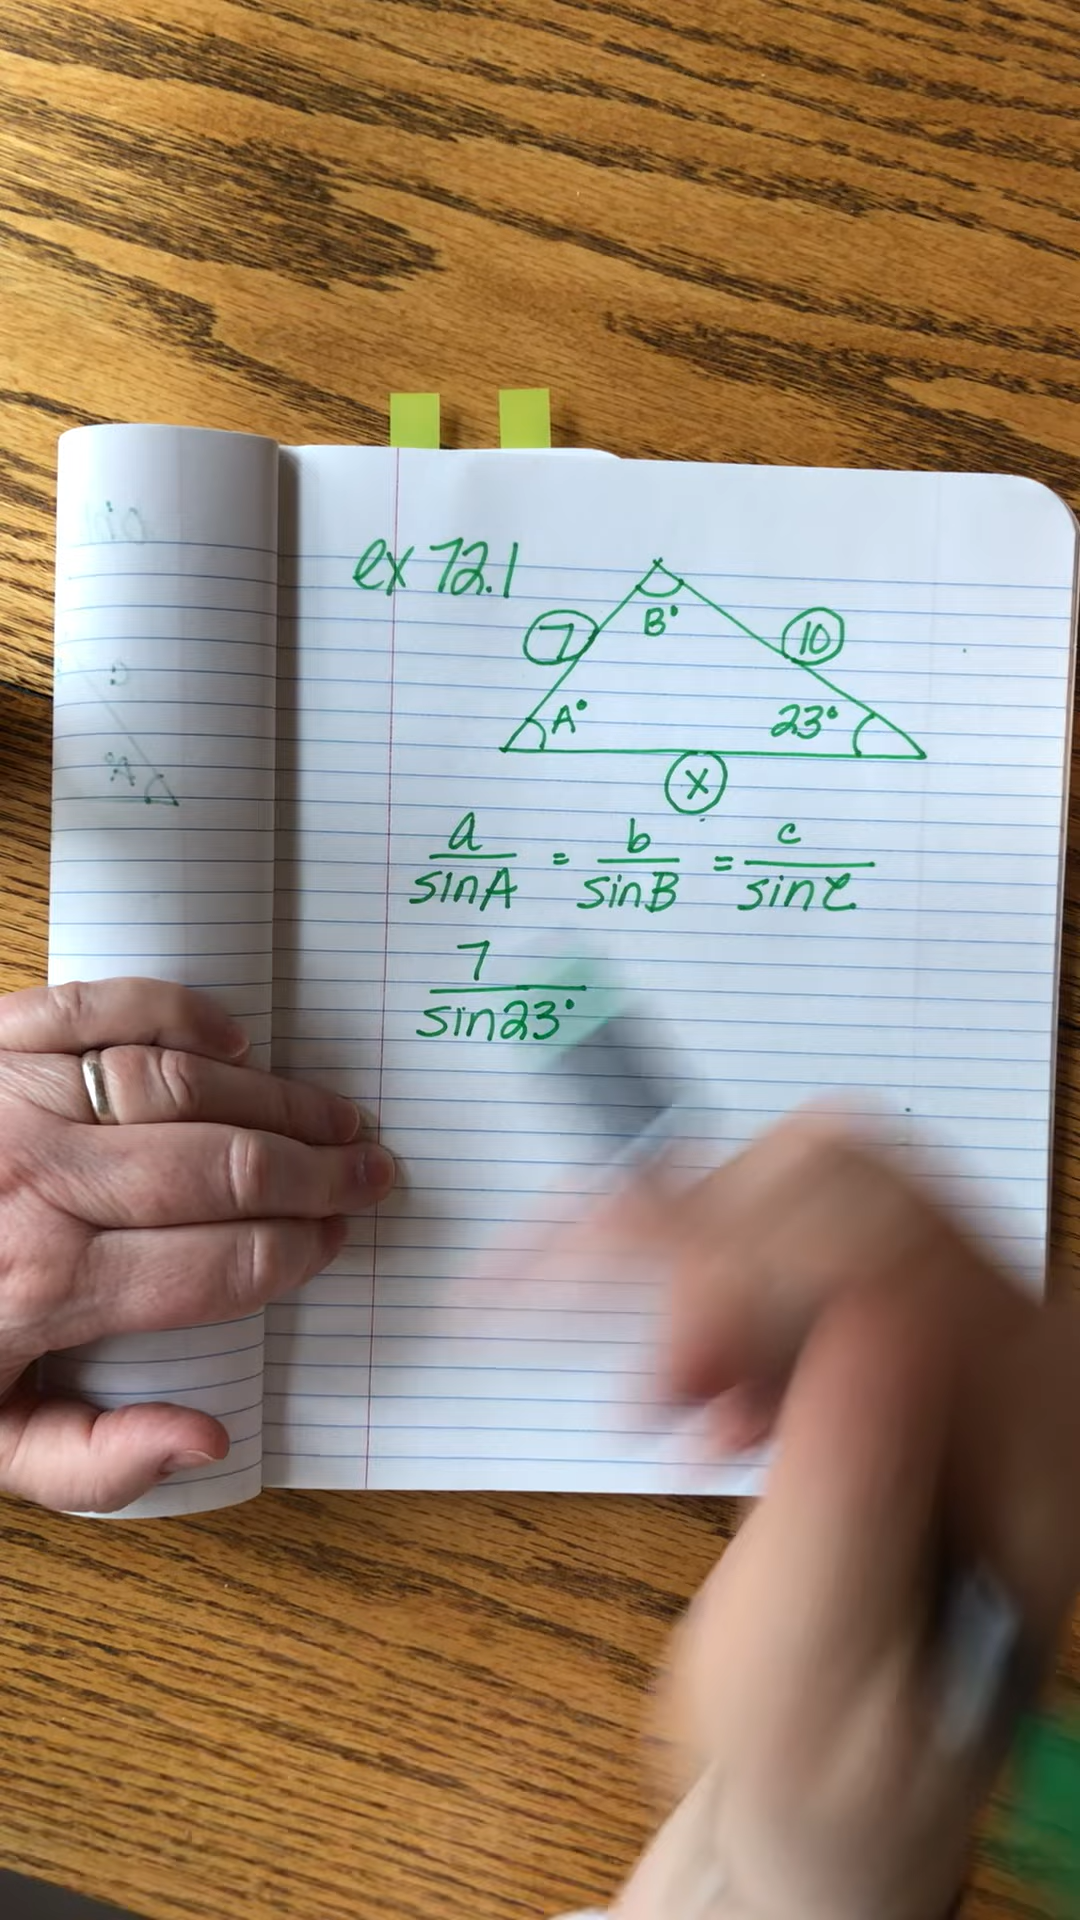 ex 72.1
B°
7
10
A°
23°
x
a/sinA = b/sinB = c/sinC
7/sin23°